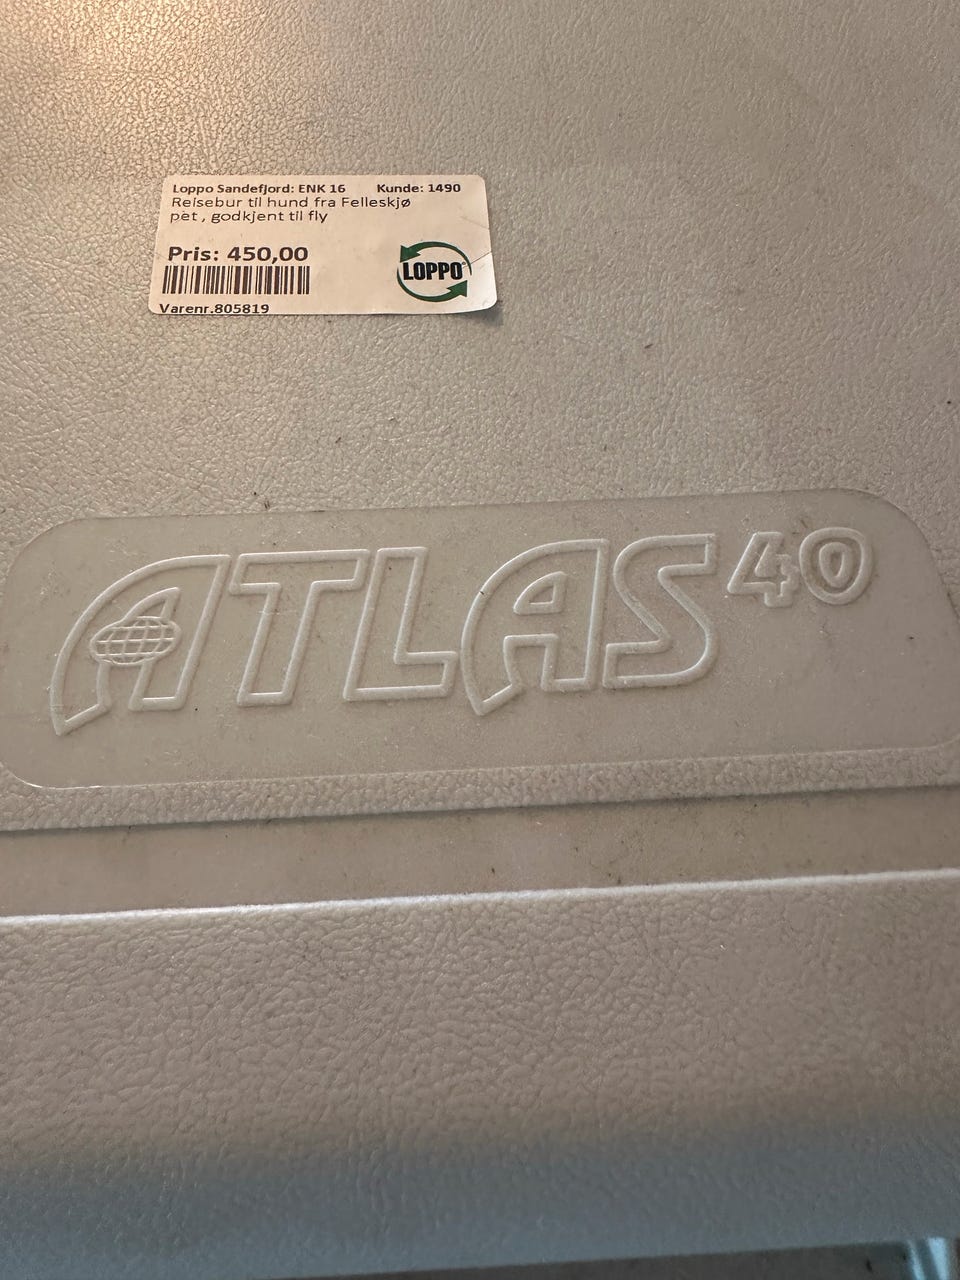 Loppo Sandefjord: ENK 16 Kunde: 1490
Reisebur til hund fra Felleskjø
pet , godkjent til fly
Pris: 450,00
LOPPO
Varenr.805819
ATLAS 40